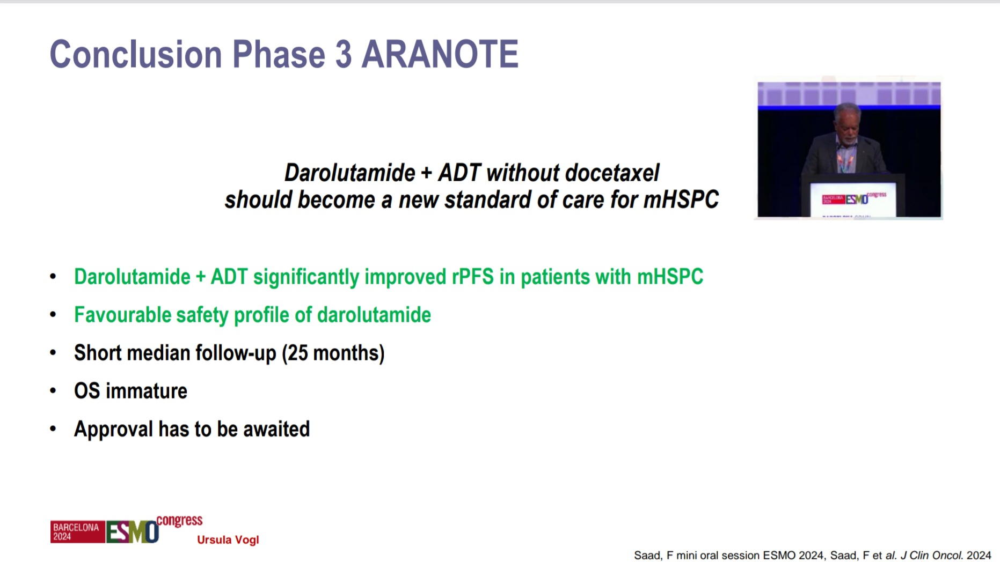 Conclusion Phase 3 ARANOTE
Darolutamide + ADT without docetaxel
should become a new standard of care for mHSPC
BARCELONA
2024
ESMO
congress
• Darolutamide + ADT significantly improved rPFS in patients with mHSPC
• Favourable safety profile of darolutamide
• Short median follow-up (25 months)
• OS immature
• Approval has to be awaited
BARCELONA
2024
ESMO
congress
Ursula Vogl
Saad, F mini oral session ESMO 2024, Saad, F et al. J Clin Oncol. 2024